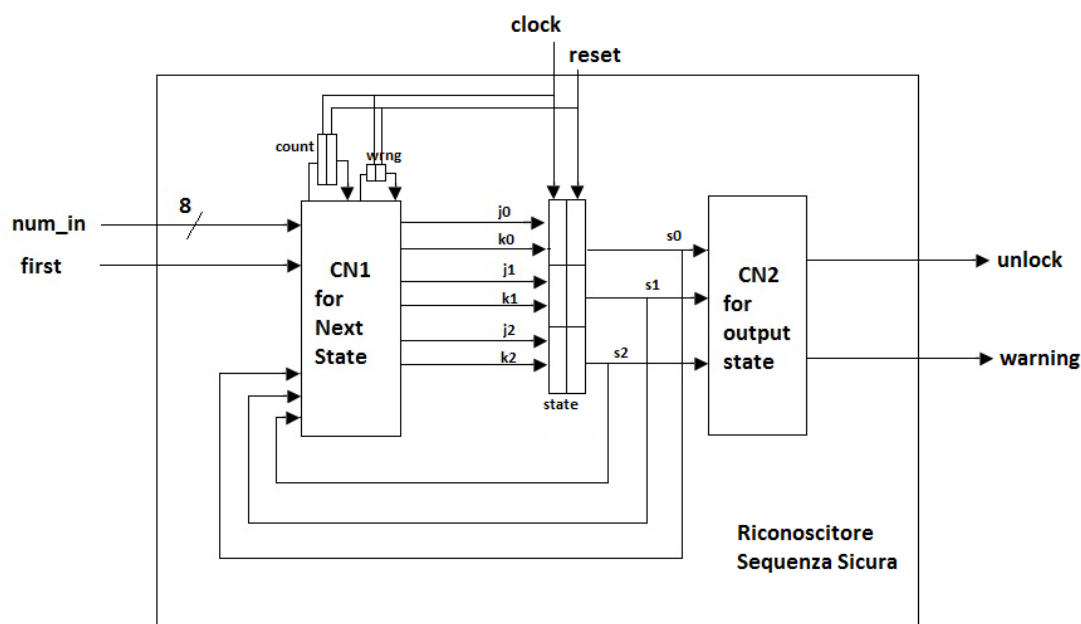 clock
reset
count
wrng
8
num_in
first
j0
k0
j1
k1
j2
k2
CN1
for
Next
State
s0
s1
s2
state
CN2
for
output
state
unlock
warning
Riconoscitore
Sequenza Sicura